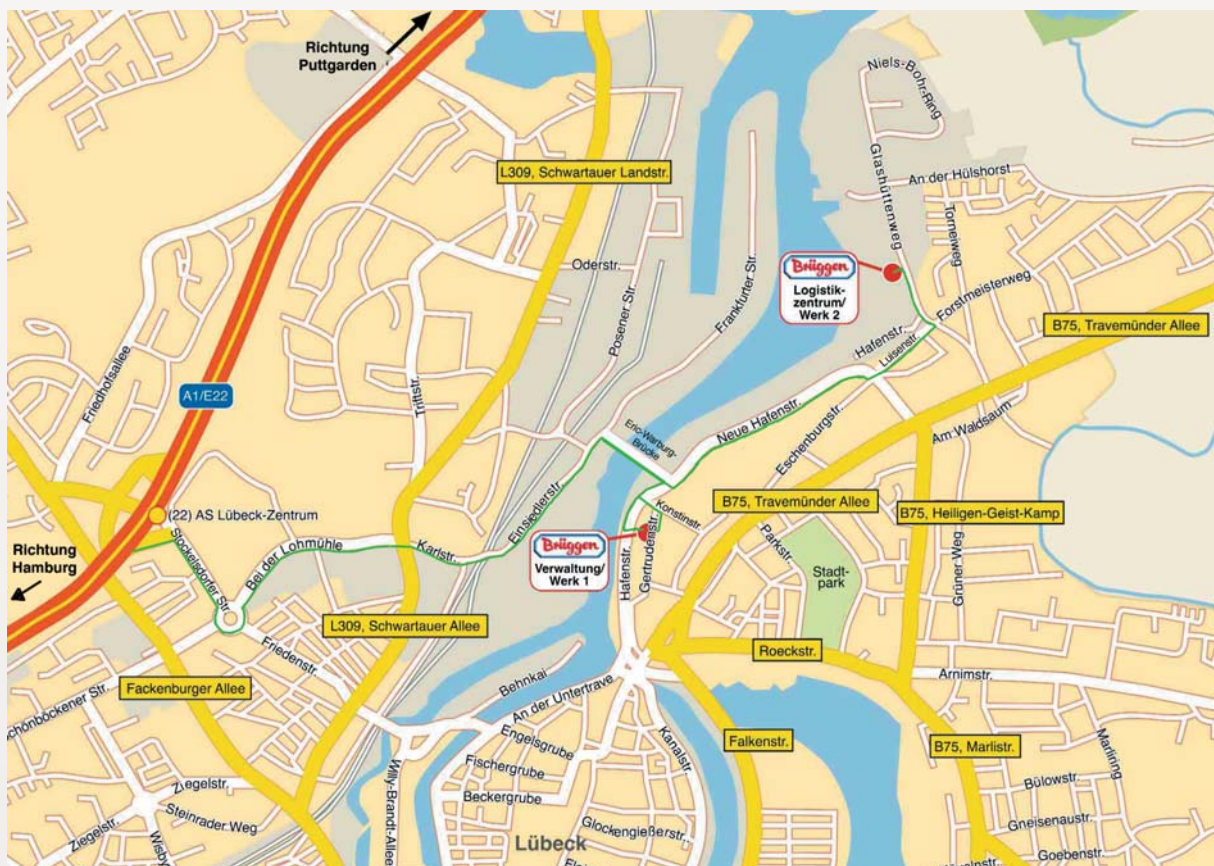 Richtung
Puttgarden
Niels-Bohr-Ring
L309, Schwartauer Landstr.
An der Hülshorst
Glashüttenweg
Torneiweg
Oderstr.
Brüggen
Logistik-
zentrum/
Werk 2
Posener Str.
Frankfurter Str.
Forstmeisterweg
B75, Travemünder Allee
Hafenstr.
Luisenstr.
Friedhofsallee
A1/E22
Trittstr.
Neue Hafenstr.
Eric-Warburg-
Brücke
Eschenburgstr.
Am Waldsaum
(22) AS Lübeck-Zentrum
Einsiedlerstr.
B75, Travemünder Allee
Konstinstr
B75, Heiligen-Geist-Kamp
Richtung
Hamburg
Stockelsdorfer Str.
Bei der Lohmühle
Karlstr.
Brüggen
Verwaltung/
Werk 1
Hafenstr.
Gertrudenstr.
Parkstr.
Stadt-
park
Grüner Weg
L309, Schwartauer Allee
Friedenstr.
Roeckstr.
Arnimstr.
Fackenburger Allee
Schönböckener Str.
Behnkai
An der Untertrave
Engelsgrube
Kanalstr.
Falkenstr.
B75, Marlistr.
Marliring
Fischergrube
Willy-Brandt-Allee
Ziegelstr.
Beckergrube
Bülowstr.
Steinrader Weg
Ziegelstr.
Glockengießerstr.
Gneisenaustr.
Lübeck
Goebenstr.